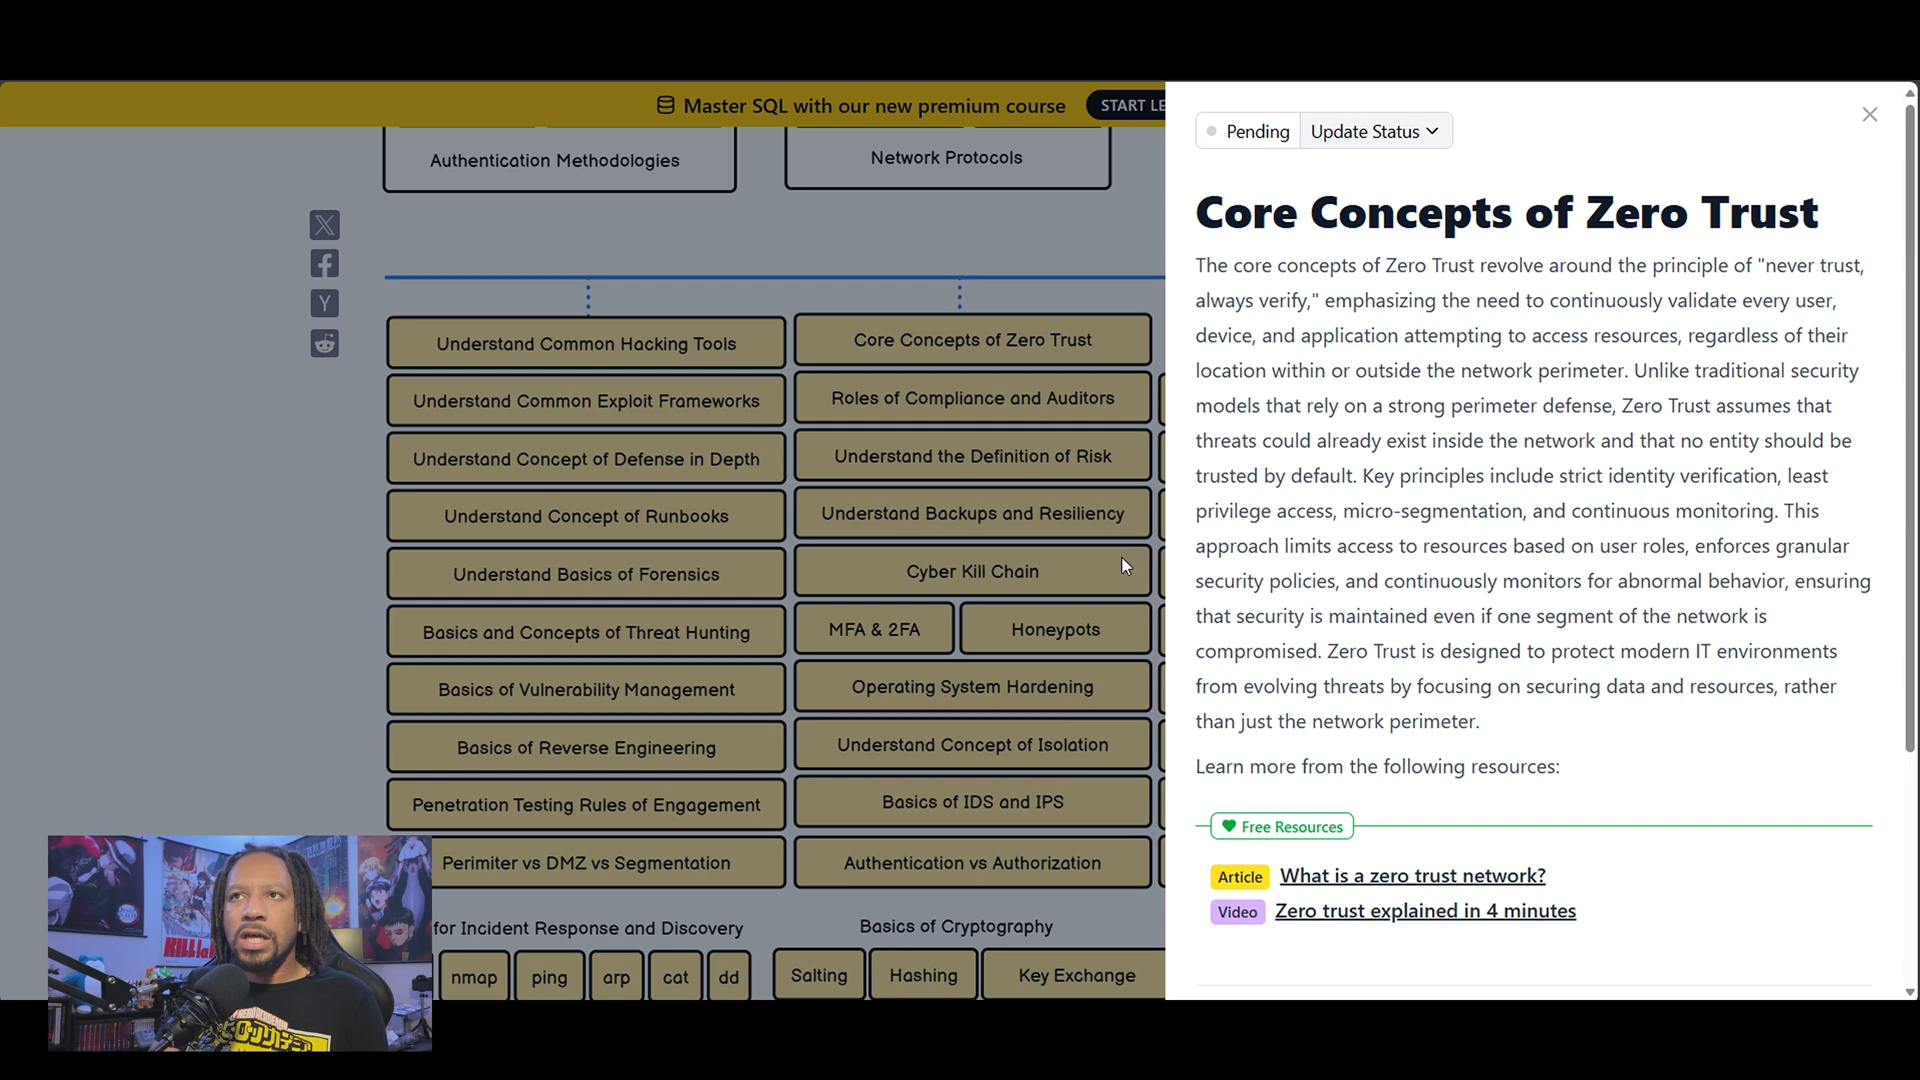 Master SQL with our new premium course
START LE
Authentication Methodologies
Network Protocols
Understand Common Hacking Tools
Understand Common Exploit Frameworks
Understand Concept of Defense in Depth
Understand Concept of Runbooks
Understand Basics of Forensics
Basics and Concepts of Threat Hunting
Basics of Vulnerability Management
Basics of Reverse Engineering
Penetration Testing Rules of Engagement
Perimiter vs DMZ vs Segmentation
Core Concepts of Zero Trust
Roles of Compliance and Auditors
Understand the Definition of Risk
Understand Backups and Resiliency
Cyber Kill Chain
MFA & 2FA
Honeypots
Operating System Hardening
Understand Concept of Isolation
Basics of IDS and IPS
Authentication vs Authorization
for Incident Response and Discovery
nmap
ping
arp
cat
dd
Basics of Cryptography
Salting
Hashing
Key Exchange
Pending
Update Status
Core Concepts of Zero Trust
The core concepts of Zero Trust revolve around the principle of "never trust,
always verify," emphasizing the need to continuously validate every user,
device, and application attempting to access resources, regardless of their
location within or outside the network perimeter. Unlike traditional security
models that rely on a strong perimeter defense, Zero Trust assumes that
threats could already exist inside the network and that no entity should be
trusted by default. Key principles include strict identity verification, least
privilege access, micro-segmentation, and continuous monitoring. This
approach limits access to resources based on user roles, enforces granular
security policies, and continuously monitors for abnormal behavior, ensuring
that security is maintained even if one segment of the network is
compromised. Zero Trust is designed to protect modern IT environments
from evolving threats by focusing on securing data and resources, rather
than just the network perimeter.
Learn more from the following resources:
Free Resources
Article What is a zero trust network?
Video Zero trust explained in 4 minutes